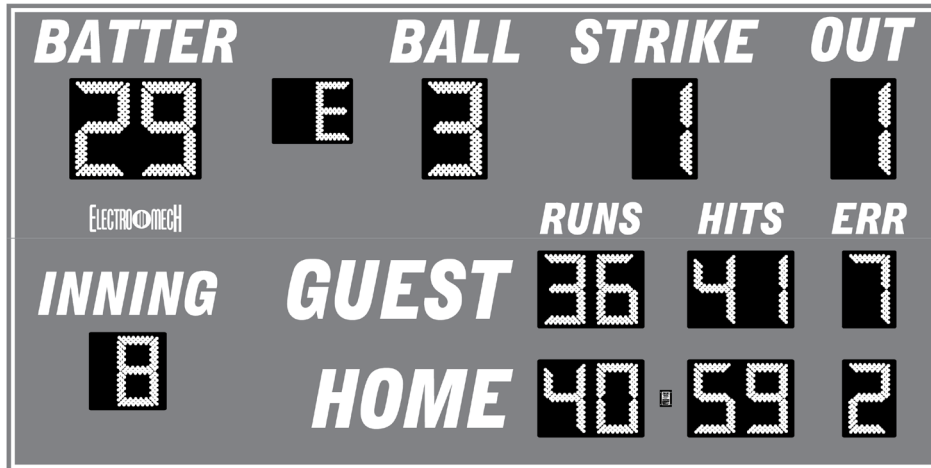 BATTER BALL STRIKE OUT
29 E 3 1 1
ELECTRO MECH
RUNS HITS ERR
INNING
8
GUEST 36 41 7
HOME 40 59 2